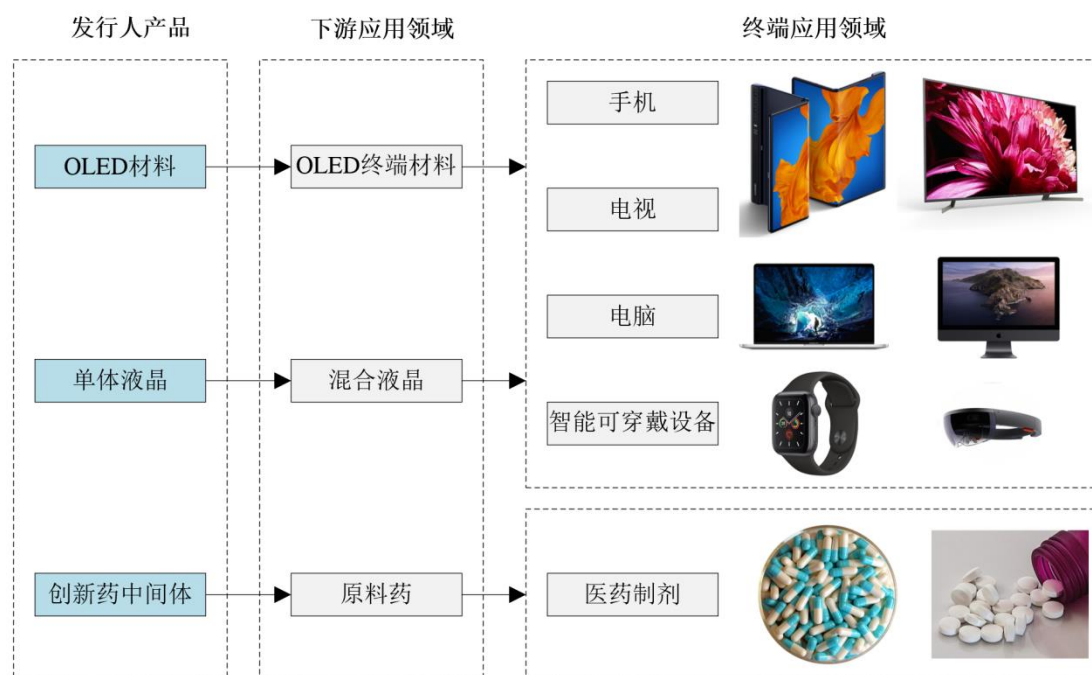 发行人产品
下游应用领域
终端应用领域
手机
OLED材料
OLED终端材料
电视
电脑
单体液晶
混合液晶
智能可穿戴设备
创新药中间体
原料药
医药制剂